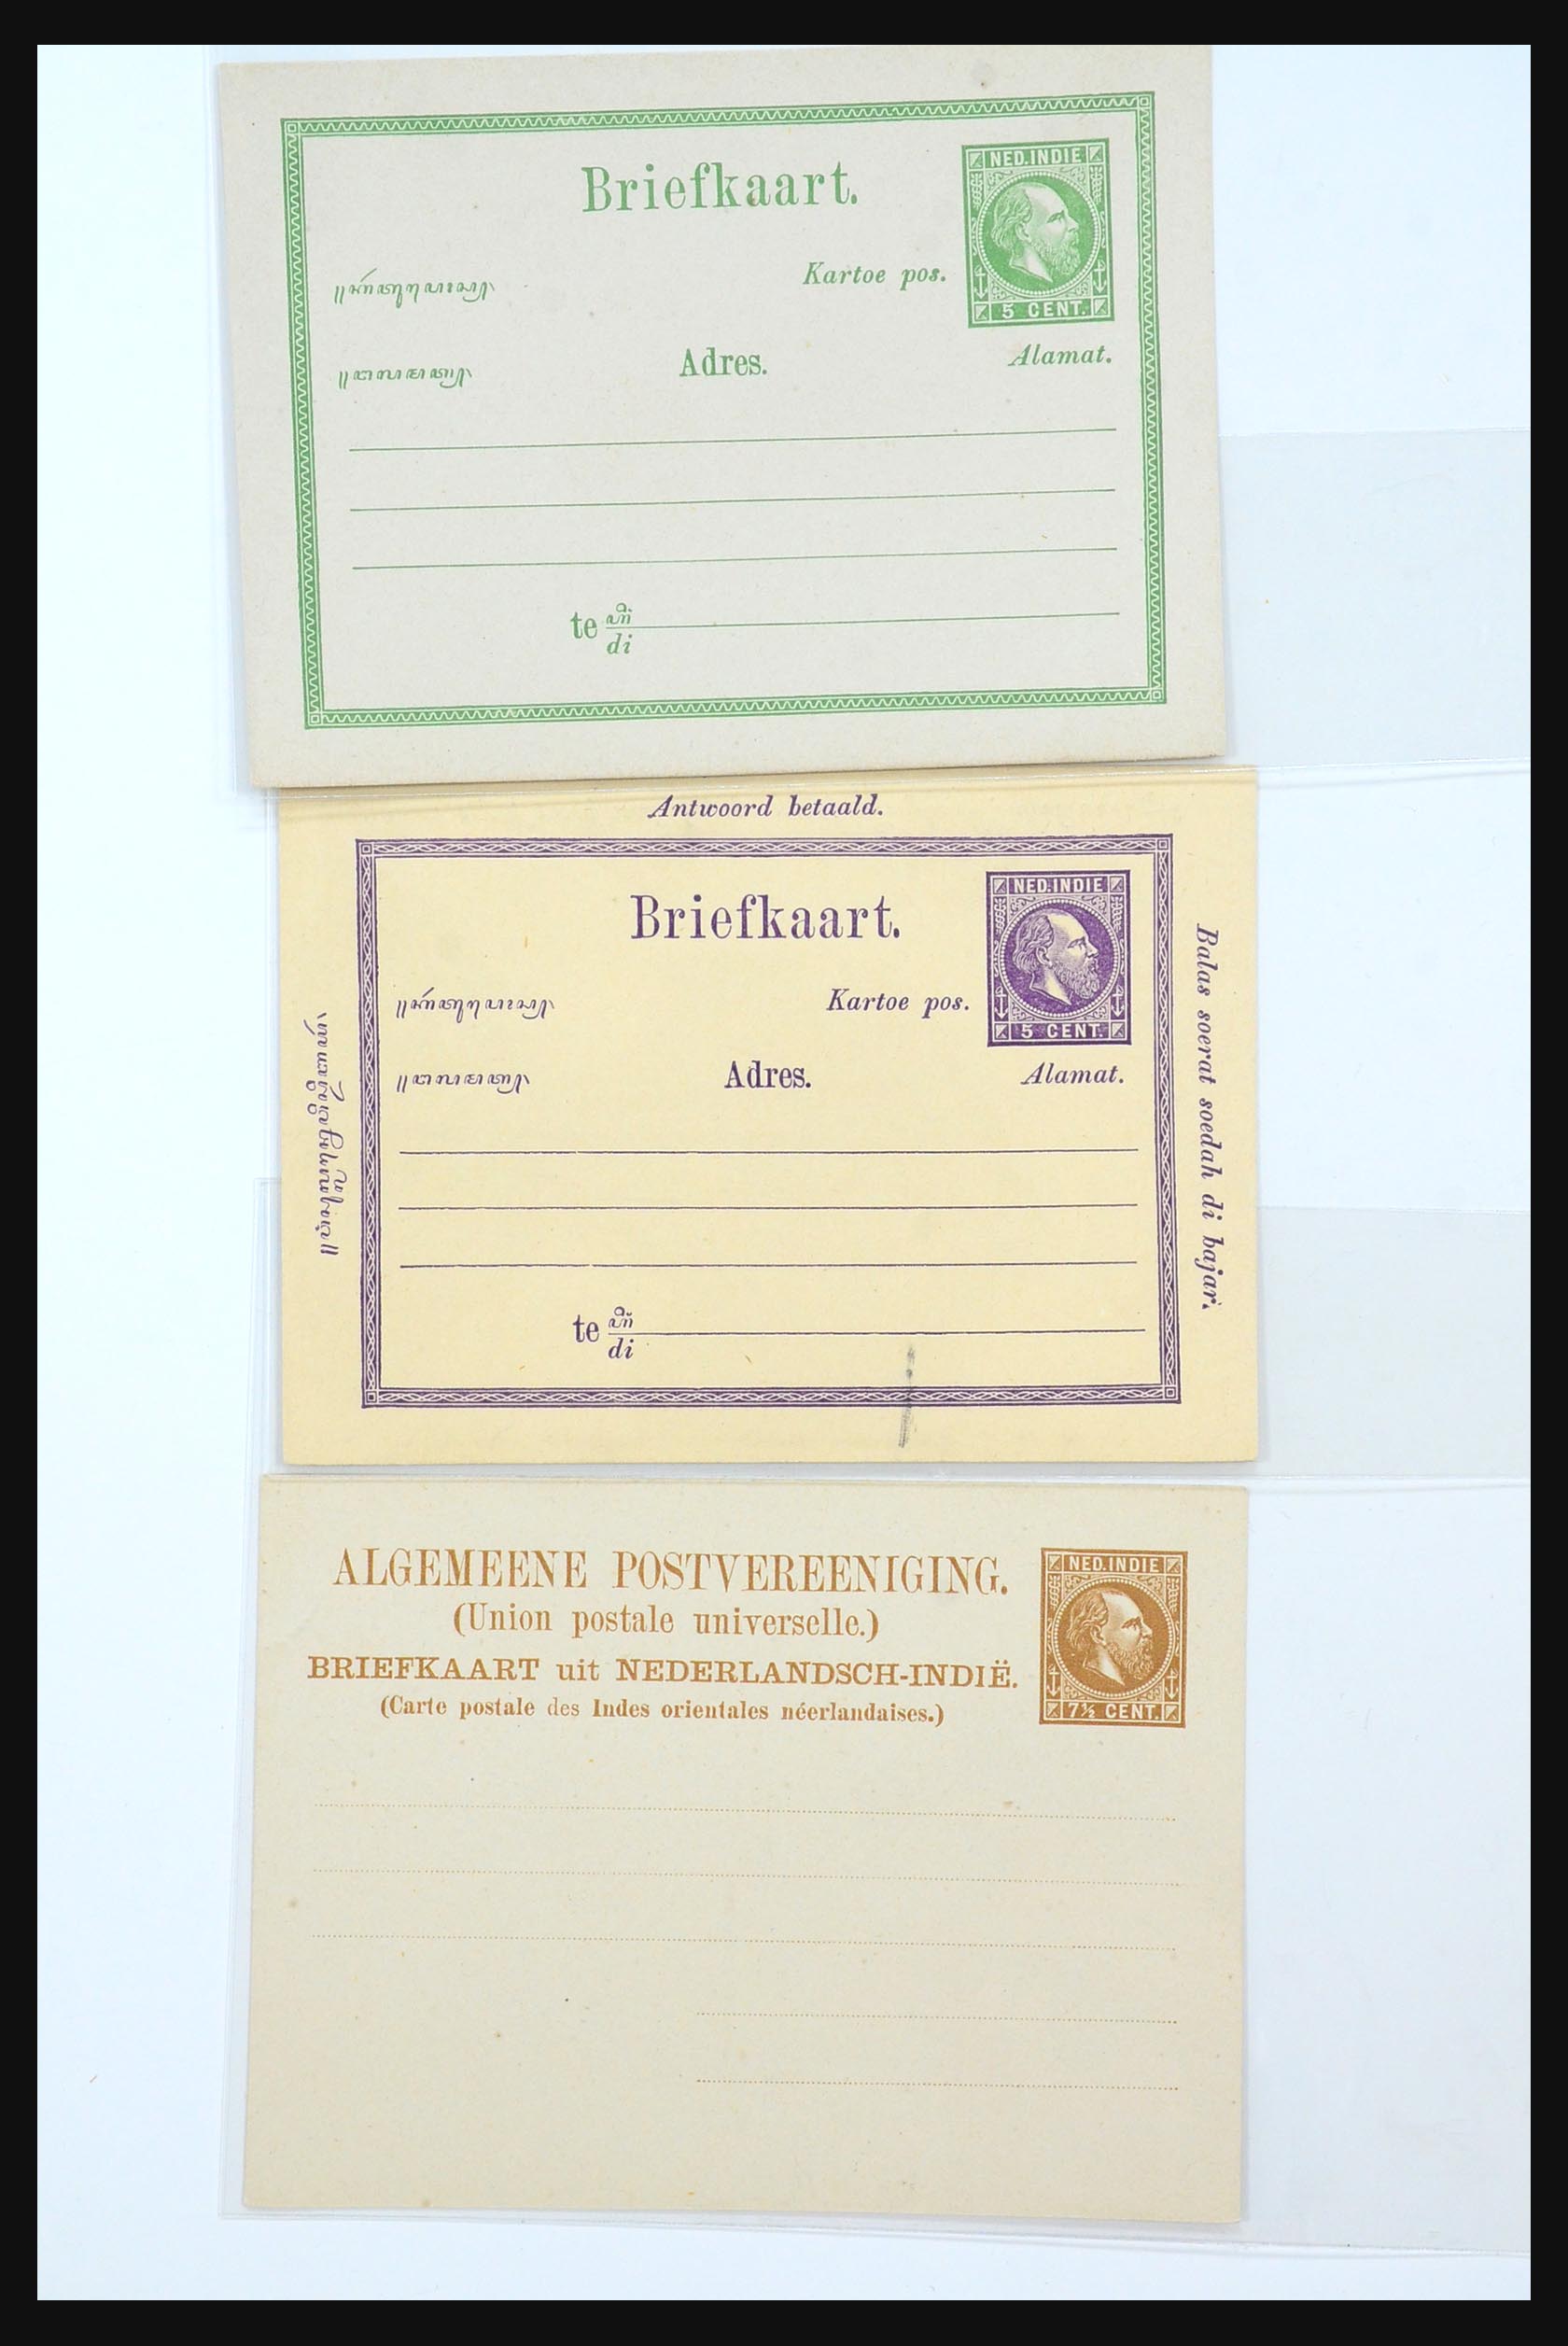 NED.INDIE
Briefkaart.
Kartoe pos.
5 CENT.
Adres.
Alamat.
te
di
Antwoord betaald.
NED.INDIE
Briefkaart.
Kartoe pos.
5 CENT.
Adres.
Alamat.
te
di
Balas soerat soedah di bajar.
ALGEMEENE POSTVEREENIGING.
NED.INDIE
(Union postale universelle.)
BRIEFKAART uit NEDERLANDSCH-INDIË.
(Carte postale des Indes orientales néerlandaises.)
7½ CENT.